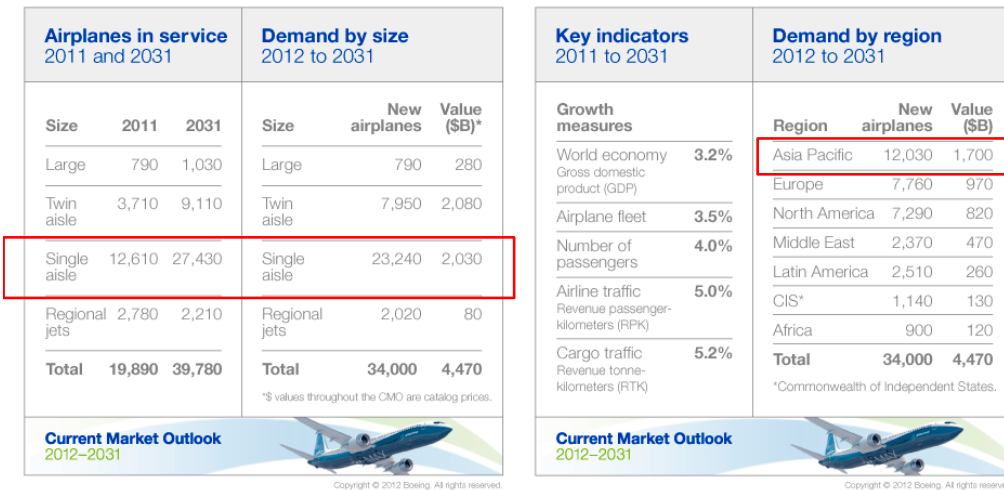 Airplanes in service
2011 and 2031
Size 2011 2031
Large 790 1,030
Twin
aisle 3,710 9,110
Single
aisle 12,610 27,430
Regional
jets 2,780 2,210
Total 19,890 39,780
Demand by size
2012 to 2031
Size New
airplanes Value
($B)*
Large 790 280
Twin
aisle 7,950 2,080
Single
aisle 23,240 2,030
Regional
jets 2,020 80
Total 34,000 4,470
*$ values throughout the CMO are catalog prices.
Current Market Outlook
2012–2031
Copyright © 2012 Boeing. All rights reserved.
Key indicators
2011 to 2031
Growth
measures
World economy 3.2%
Gross domestic
product (GDP)
Airplane fleet 3.5%
Number of 4.0%
passengers
Airline traffic 5.0%
Revenue passenger-
kilometers (RPK)
Cargo traffic 5.2%
Revenue tonne-
kilometers (RTK)
Demand by region
2012 to 2031
Region New
airplanes Value
($B)
Asia Pacific 12,030 1,700
Europe 7,760 970
North America 7,290 820
Middle East 2,370 470
Latin America 2,510 260
CIS* 1,140 130
Africa 900 120
Total 34,000 4,470
*Commonwealth of Independent States.
Current Market Outlook
2012–2031
Copyright © 2012 Boeing. All rights reserve